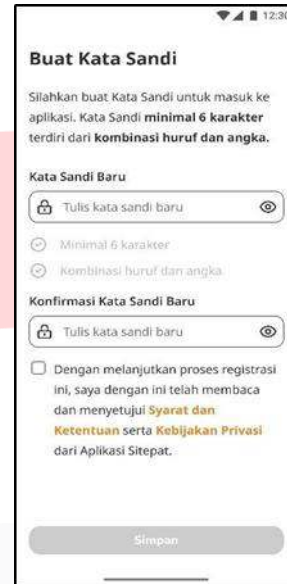 12:30
Buat Kata Sandi
Silahkan buat Kata Sandi untuk masuk ke
aplikasi. Kata Sandi minimal 6 karakter
terdiri dari kombinasi huruf dan angka.
Kata Sandi Baru
Tulis kata sandi baru
Minimal 6 karakter
Kombinasi huruf dan angka
Konfirmasi Kata Sandi Baru
Tulis kata sandi baru
Dengan melanjutkan proses registrasi
ini, saya dengan ini telah membaca
dan menyetujui Syarat dan
Ketentuan serta Kebijakan Privasi
dari Aplikasi Sitepat.
Simpan